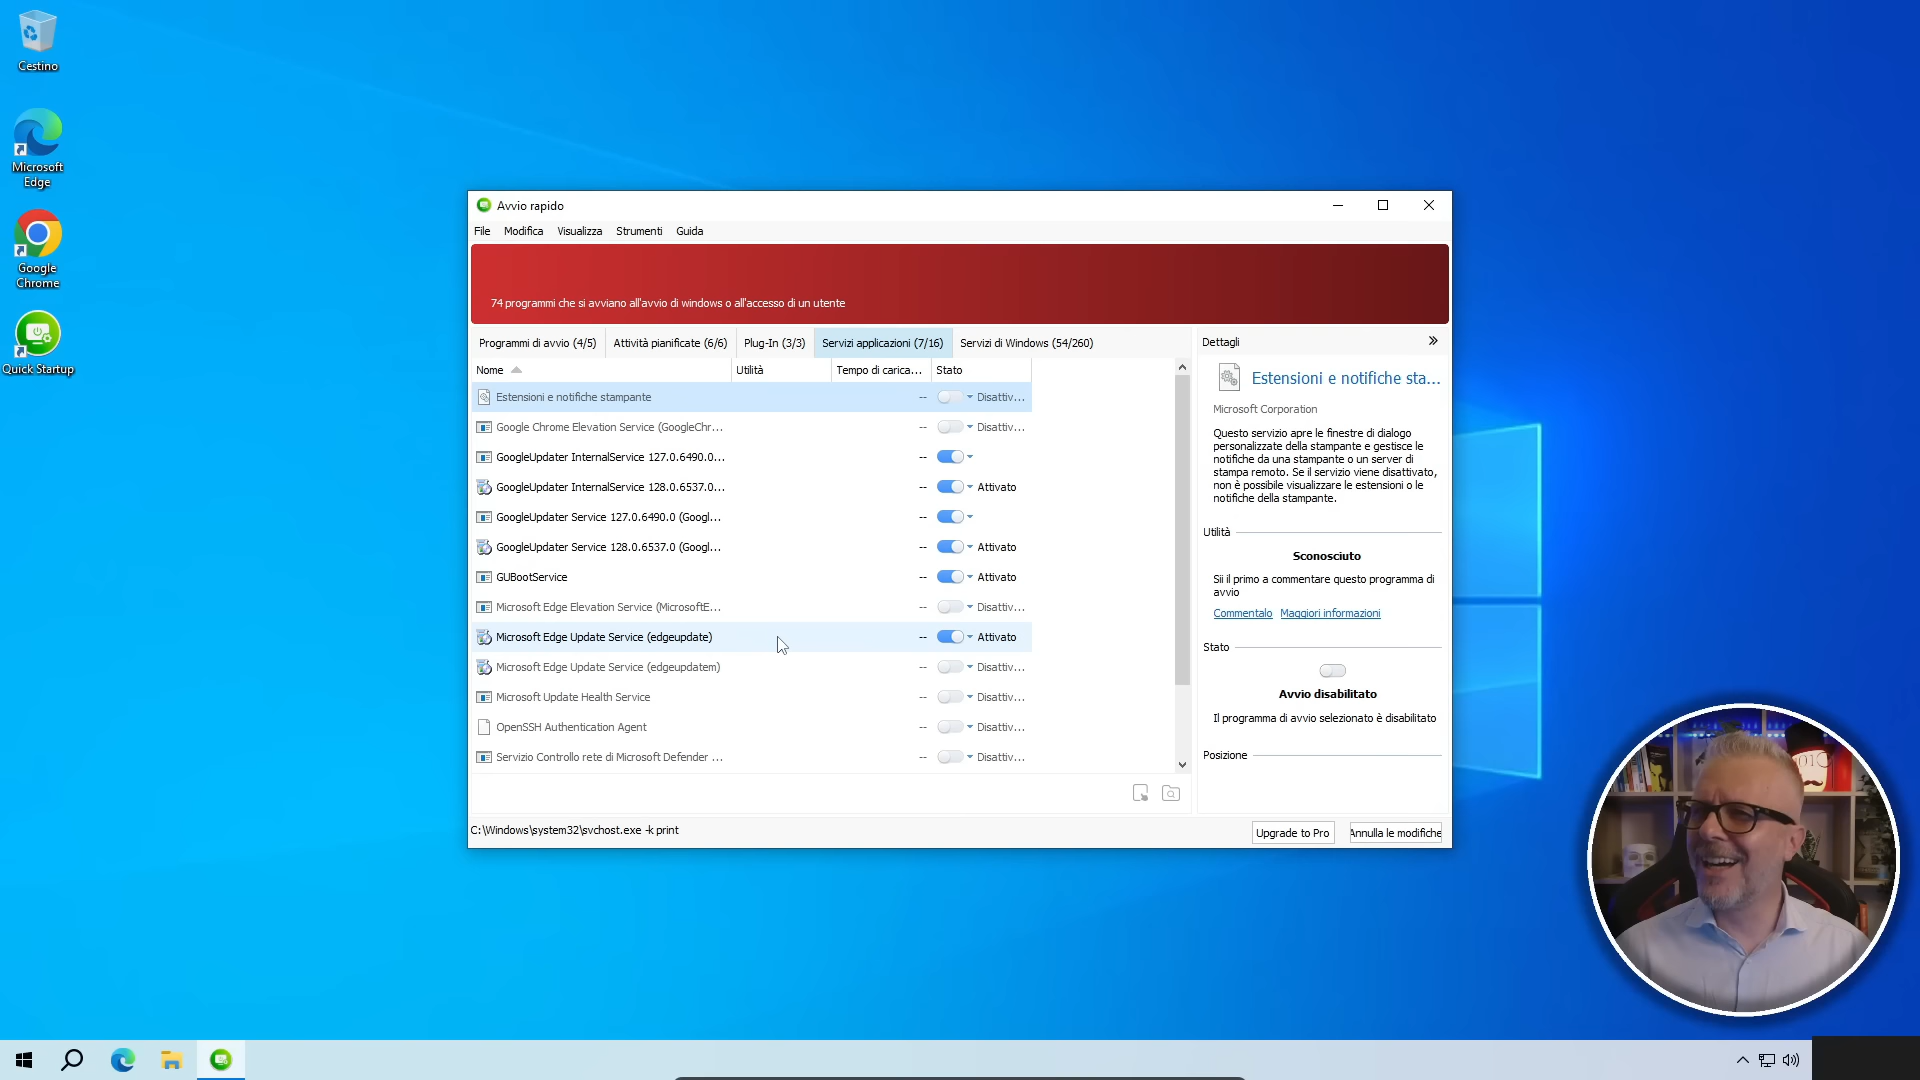 Cestino
Microsoft
Edge
Google
Chrome
Quick Startup
Avvio rapido
File Modifica Visualizza Strumenti Guida
74 programmi che si avviano all'avvio di windows o all'accesso di un utente
Programmi di avvio (4/5) Attività pianificate (6/6) Plug-In (3/3) Servizi applicazioni (7/16) Servizi di Windows (54/260)
Nome Utilità Tempo di carica... Stato
Estensioni e notifiche stampante -- Disattiv...
Google Chrome Elevation Service (GoogleChr... -- Disattiv...
GoogleUpdater InternalService 127.0.6490.0... --
GoogleUpdater InternalService 128.0.6537.0... -- Attivato
GoogleUpdater Service 127.0.6490.0 (Googl... --
GoogleUpdater Service 128.0.6537.0 (Googl... -- Attivato
GUBootService -- Attivato
Microsoft Edge Elevation Service (MicrosoftE... -- Disattiv...
Microsoft Edge Update Service (edgeupdate) -- Attivato
Microsoft Edge Update Service (edgeupdatem) -- Disattiv...
Microsoft Update Health Service -- Disattiv...
OpenSSH Authentication Agent -- Disattiv...
Servizio Controllo rete di Microsoft Defender ... -- Disattiv...
Dettagli
Estensioni e notifiche sta...
Microsoft Corporation
Questo servizio apre le finestre di dialogo
personalizzate della stampante e gestisce le
notifiche da una stampante o un server di
stampa remoto. Se il servizio viene disattivato,
non è possibile visualizzare le estensioni o le
notifiche della stampante.
Utilità
Sconosciuto
Sii il primo a commentare questo programma di
avvio
Commentalo Maggiori informazioni
Stato
Avvio disabilitato
Il programma di avvio selezionato è disabilitato
Posizione
C:\Windows\system32\svchost.exe -k print
Upgrade to Pro
Annulla le modifiche